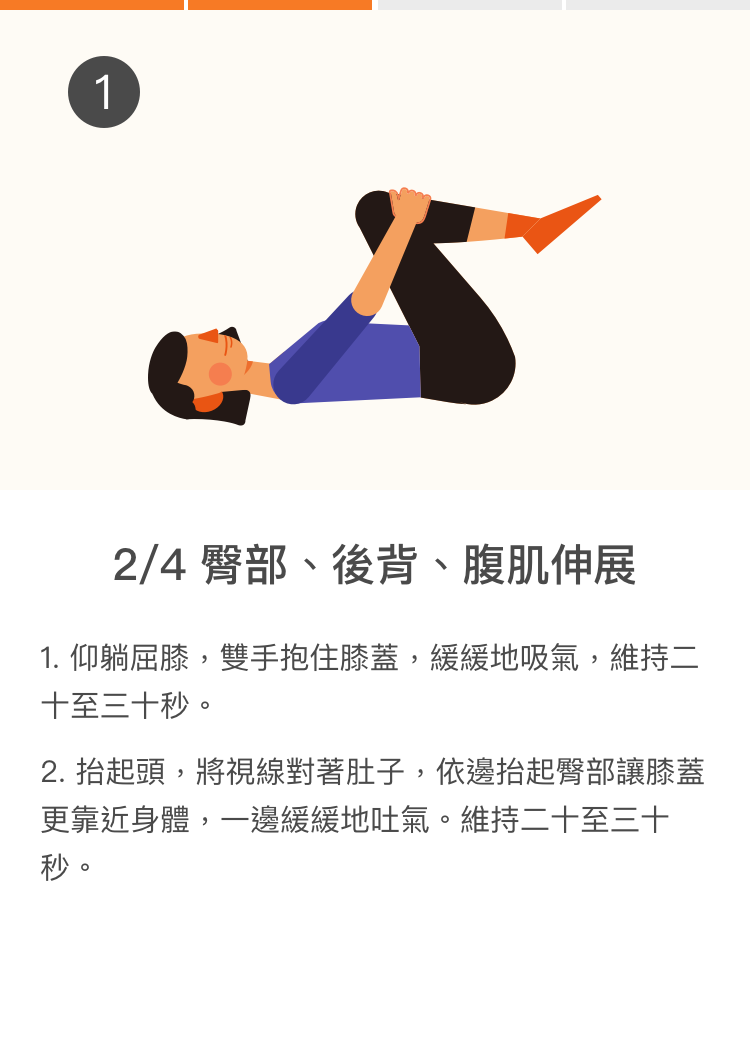 1
2/4 臀部、後背、腹肌伸展
1. 仰躺屈膝，雙手抱住膝蓋，緩緩地吸氣，維持二
十至三十秒。
2. 抬起頭，將視線對著肚子，依邊抬起臀部讓膝蓋
更靠近身體，一邊緩緩地吐氣。維持二十至三十
秒。